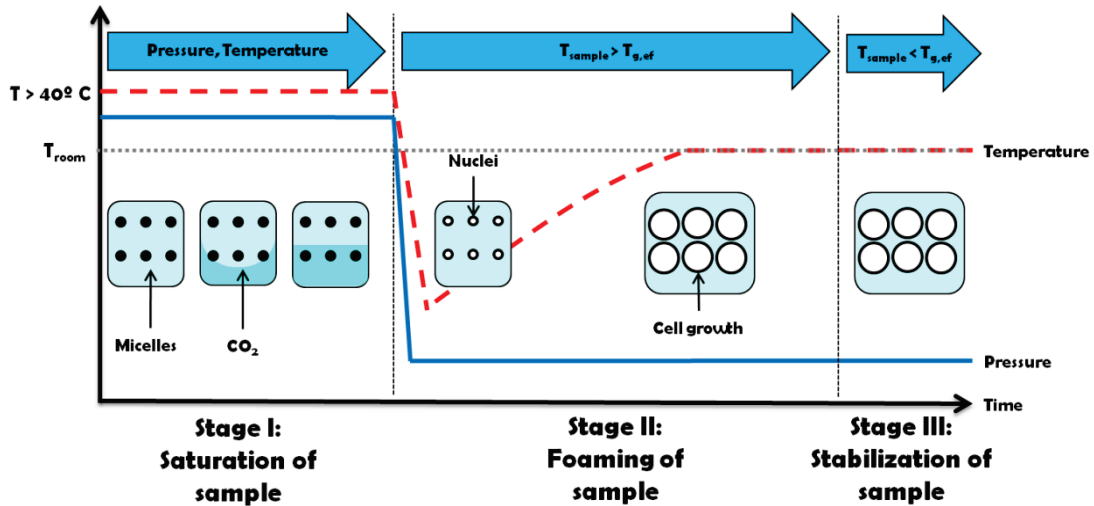 Pressure, Temperature
Tsample > Tg,ef
Tsample < Tg,ef
T > 40º C
Troom
Nuclei
Temperature
Micelles
CO₂
Cell growth
Pressure
Time
Stage I:
Saturation of
sample
Stage II:
Foaming of
sample
Stage III:
Stabilization of
sample